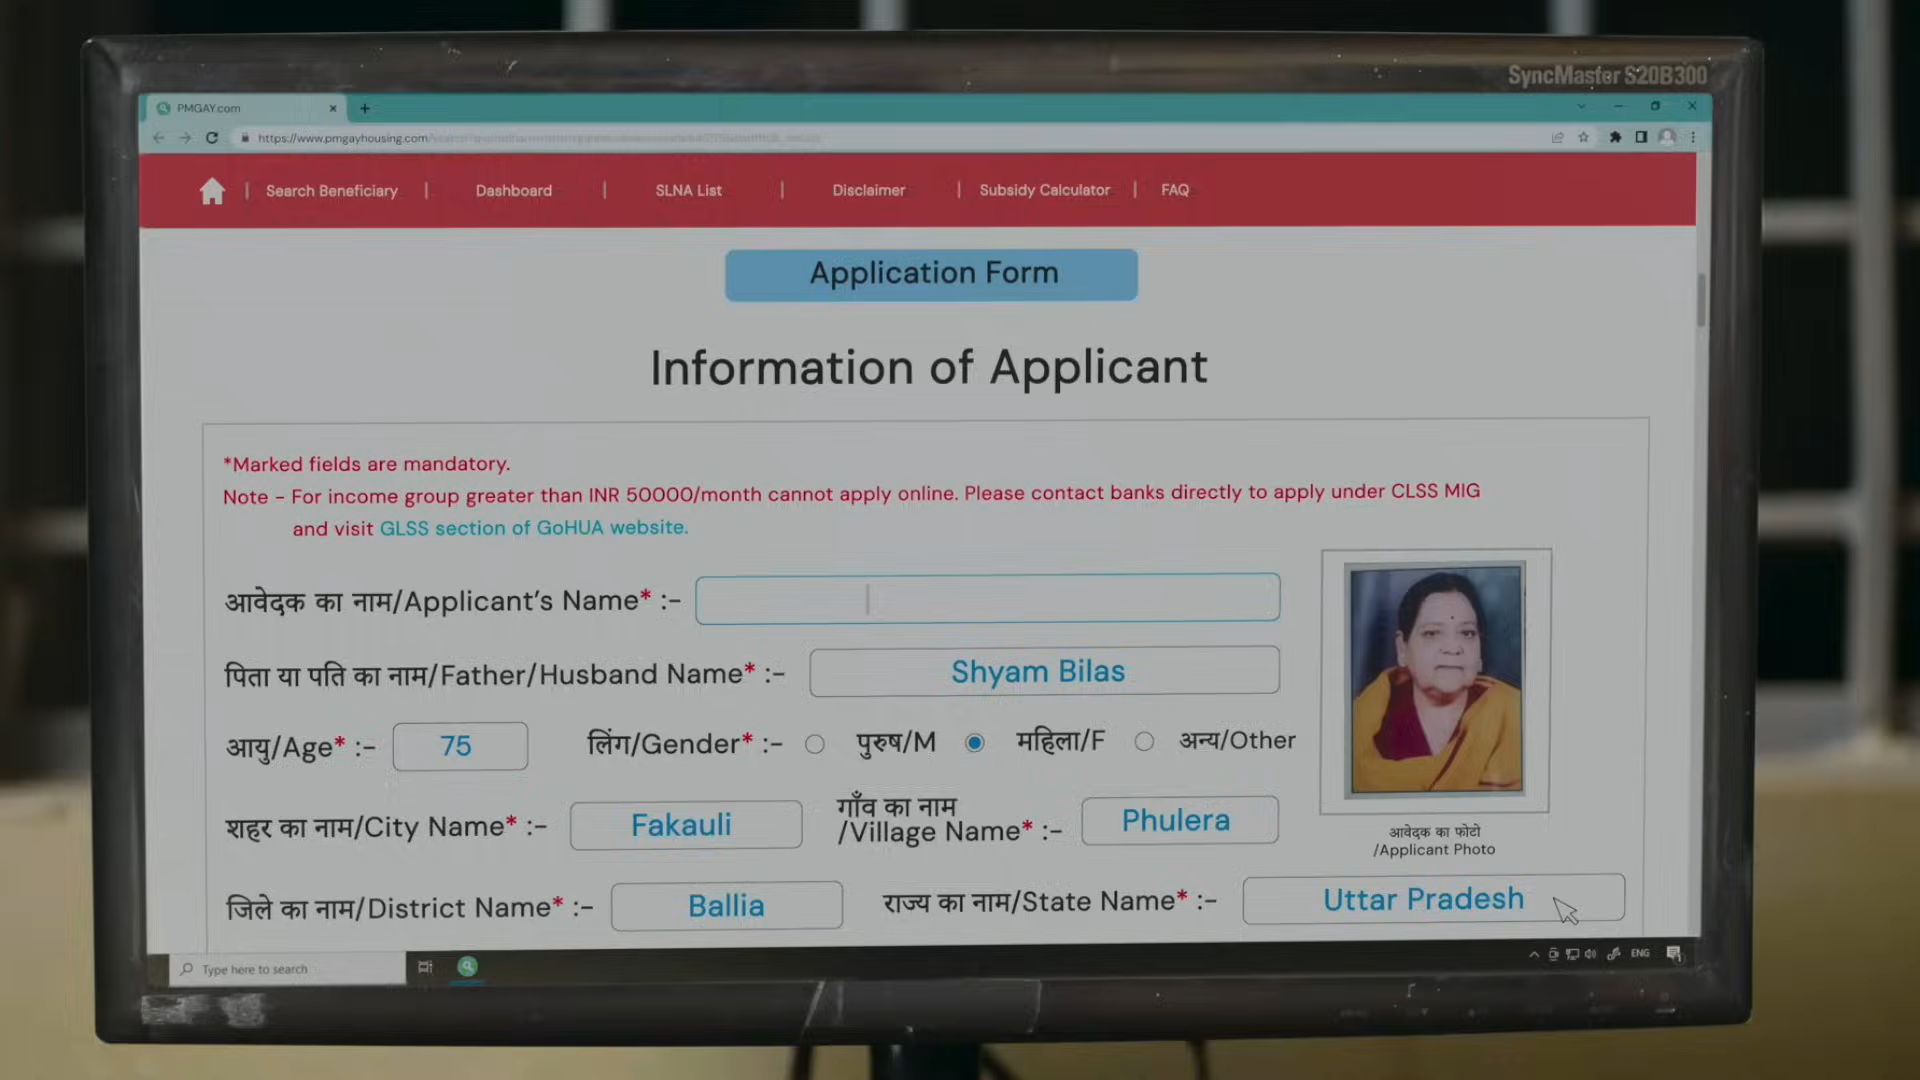 SyncMaster S20B300
PMGAY.com
https://www.pmgayhousing.com/
Search Beneficiary | Dashboard | SLNA List | Disclaimer | Subsidy Calculator | FAQ
Application Form
Information of Applicant
*Marked fields are mandatory.
Note - For income group greater than INR 50000/month cannot apply online. Please contact banks directly to apply under CLSS MIG
and visit GLSS section of GoHUA website.
आवेदक का नाम/Applicant's Name* :-
पिता या पति का नाम/Father/Husband Name* :- Shyam Bilas
आयु/Age* :- 75 लिंग/Gender* :- पुरुष/M महिला/F अन्य/Other
शहर का नाम/City Name* :- Fakauli
गाँव का नाम
/Village Name* :- Phulera
आवेदक का फोटो
/Applicant Photo
जिले का नाम/District Name* :- Ballia राज्य का नाम/State Name* :- Uttar Pradesh
Type here to search
ENG